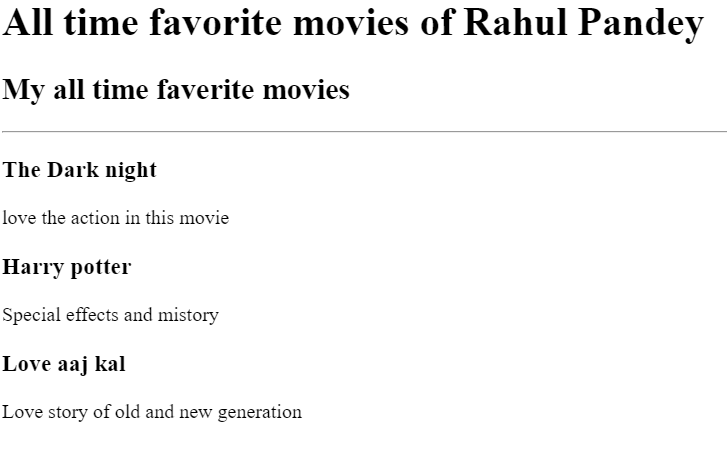 All time favorite movies of Rahul Pandey
My all time faverite movies
The Dark night
love the action in this movie
Harry potter
Special effects and mistory
Love aaj kal
Love story of old and new generation